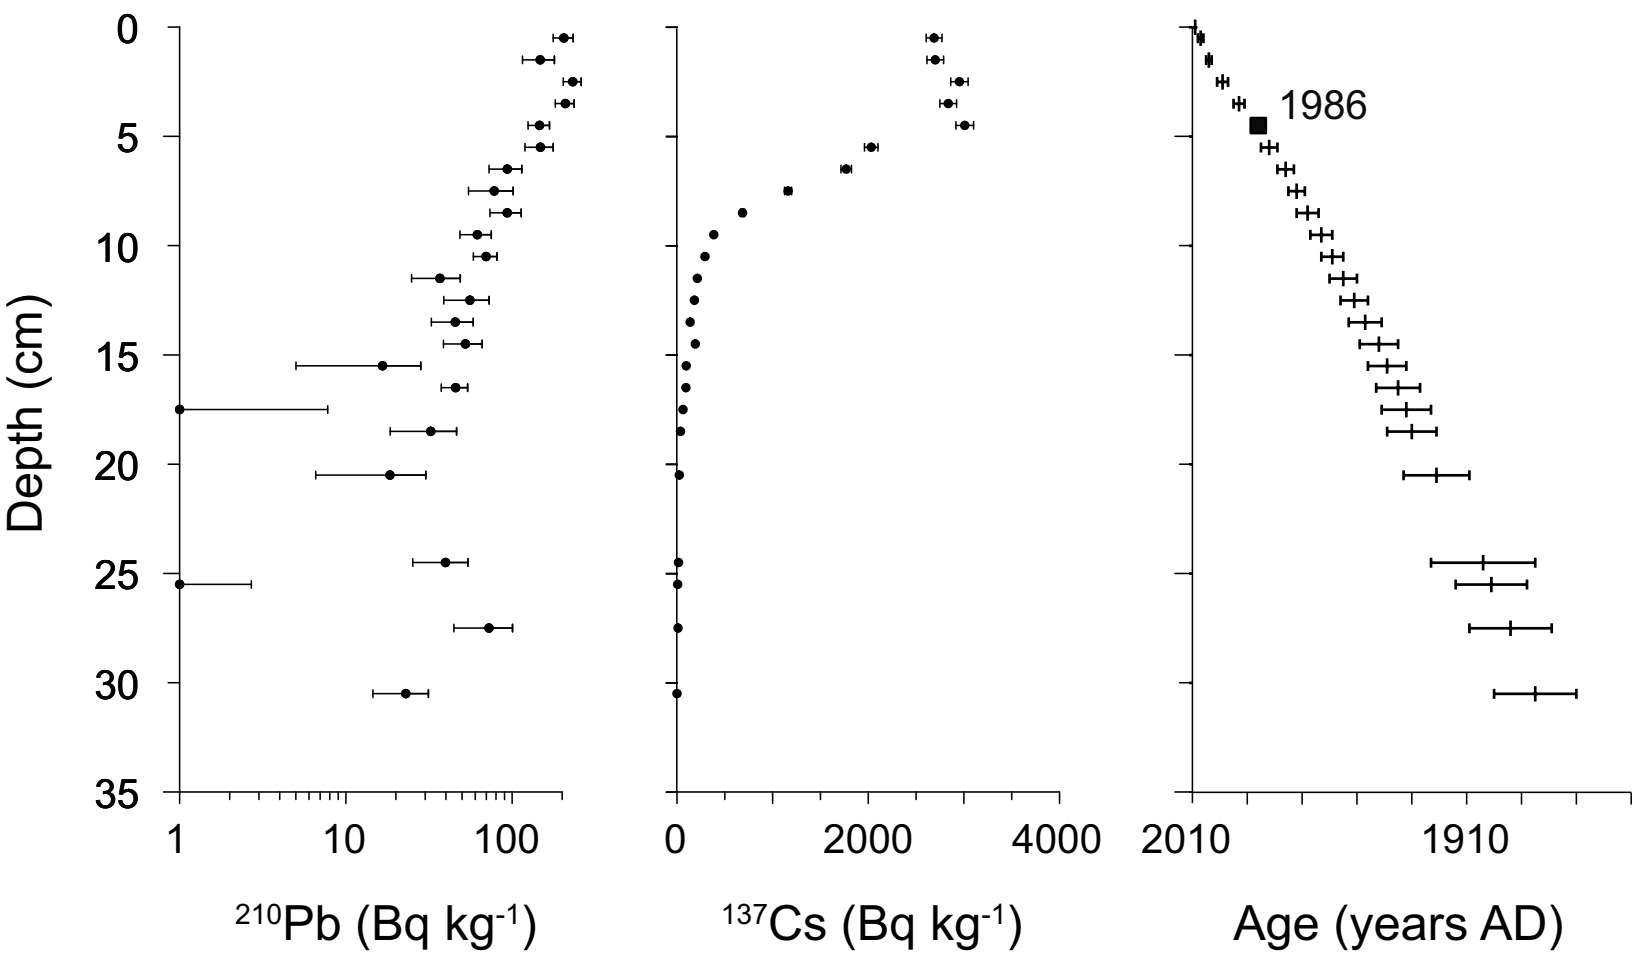 0
5
10
15
20
25
30
35
Depth (cm)
1 10 100
0 2000 4000
2010 1910
1986
²¹⁰Pb (Bq kg⁻¹)
¹³⁷Cs (Bq kg⁻¹)
Age (years AD)